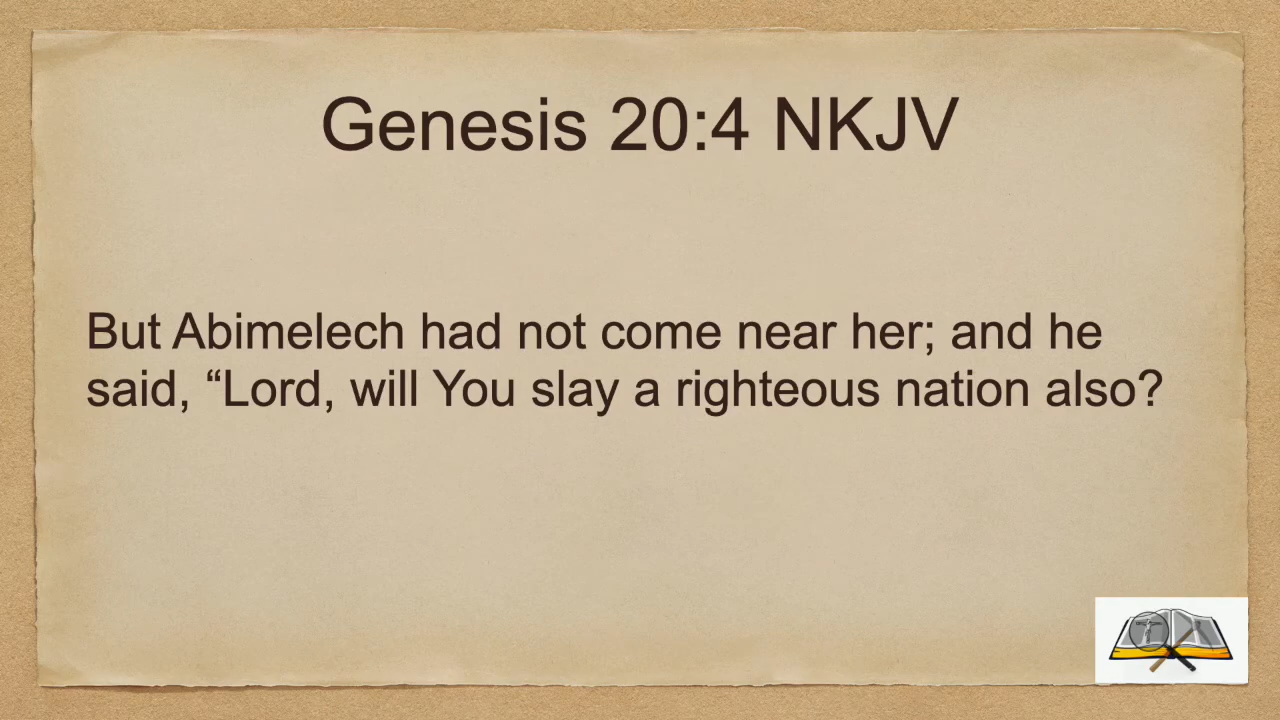 Genesis 20:4 NKJV
But Abimelech had not come near her; and he
said, “Lord, will You slay a righteous nation also?